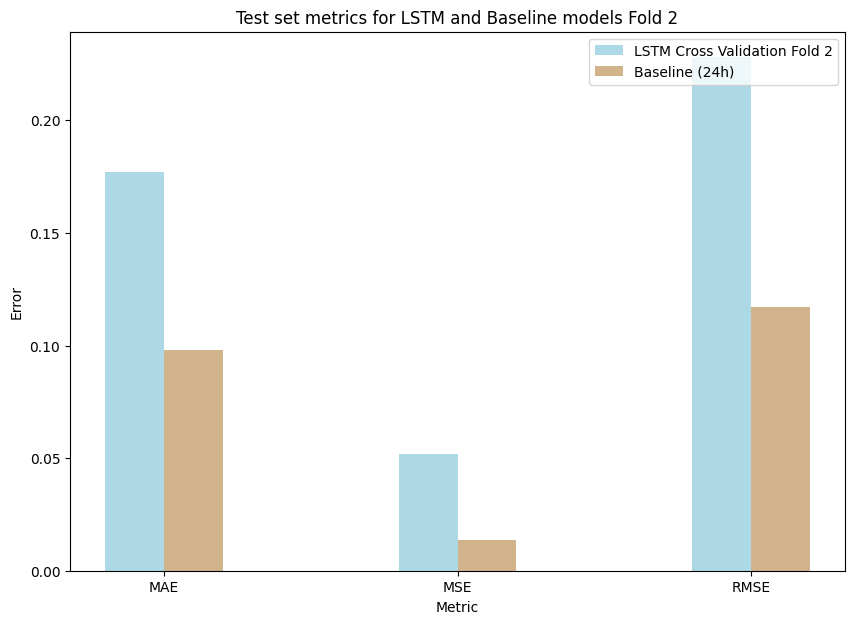 Test set metrics for LSTM and Baseline models Fold 2
LSTM Cross Validation Fold 2
Baseline (24h)
0.20
0.15
0.10
0.05
0.00
Error
MAE
MSE
RMSE
Metric